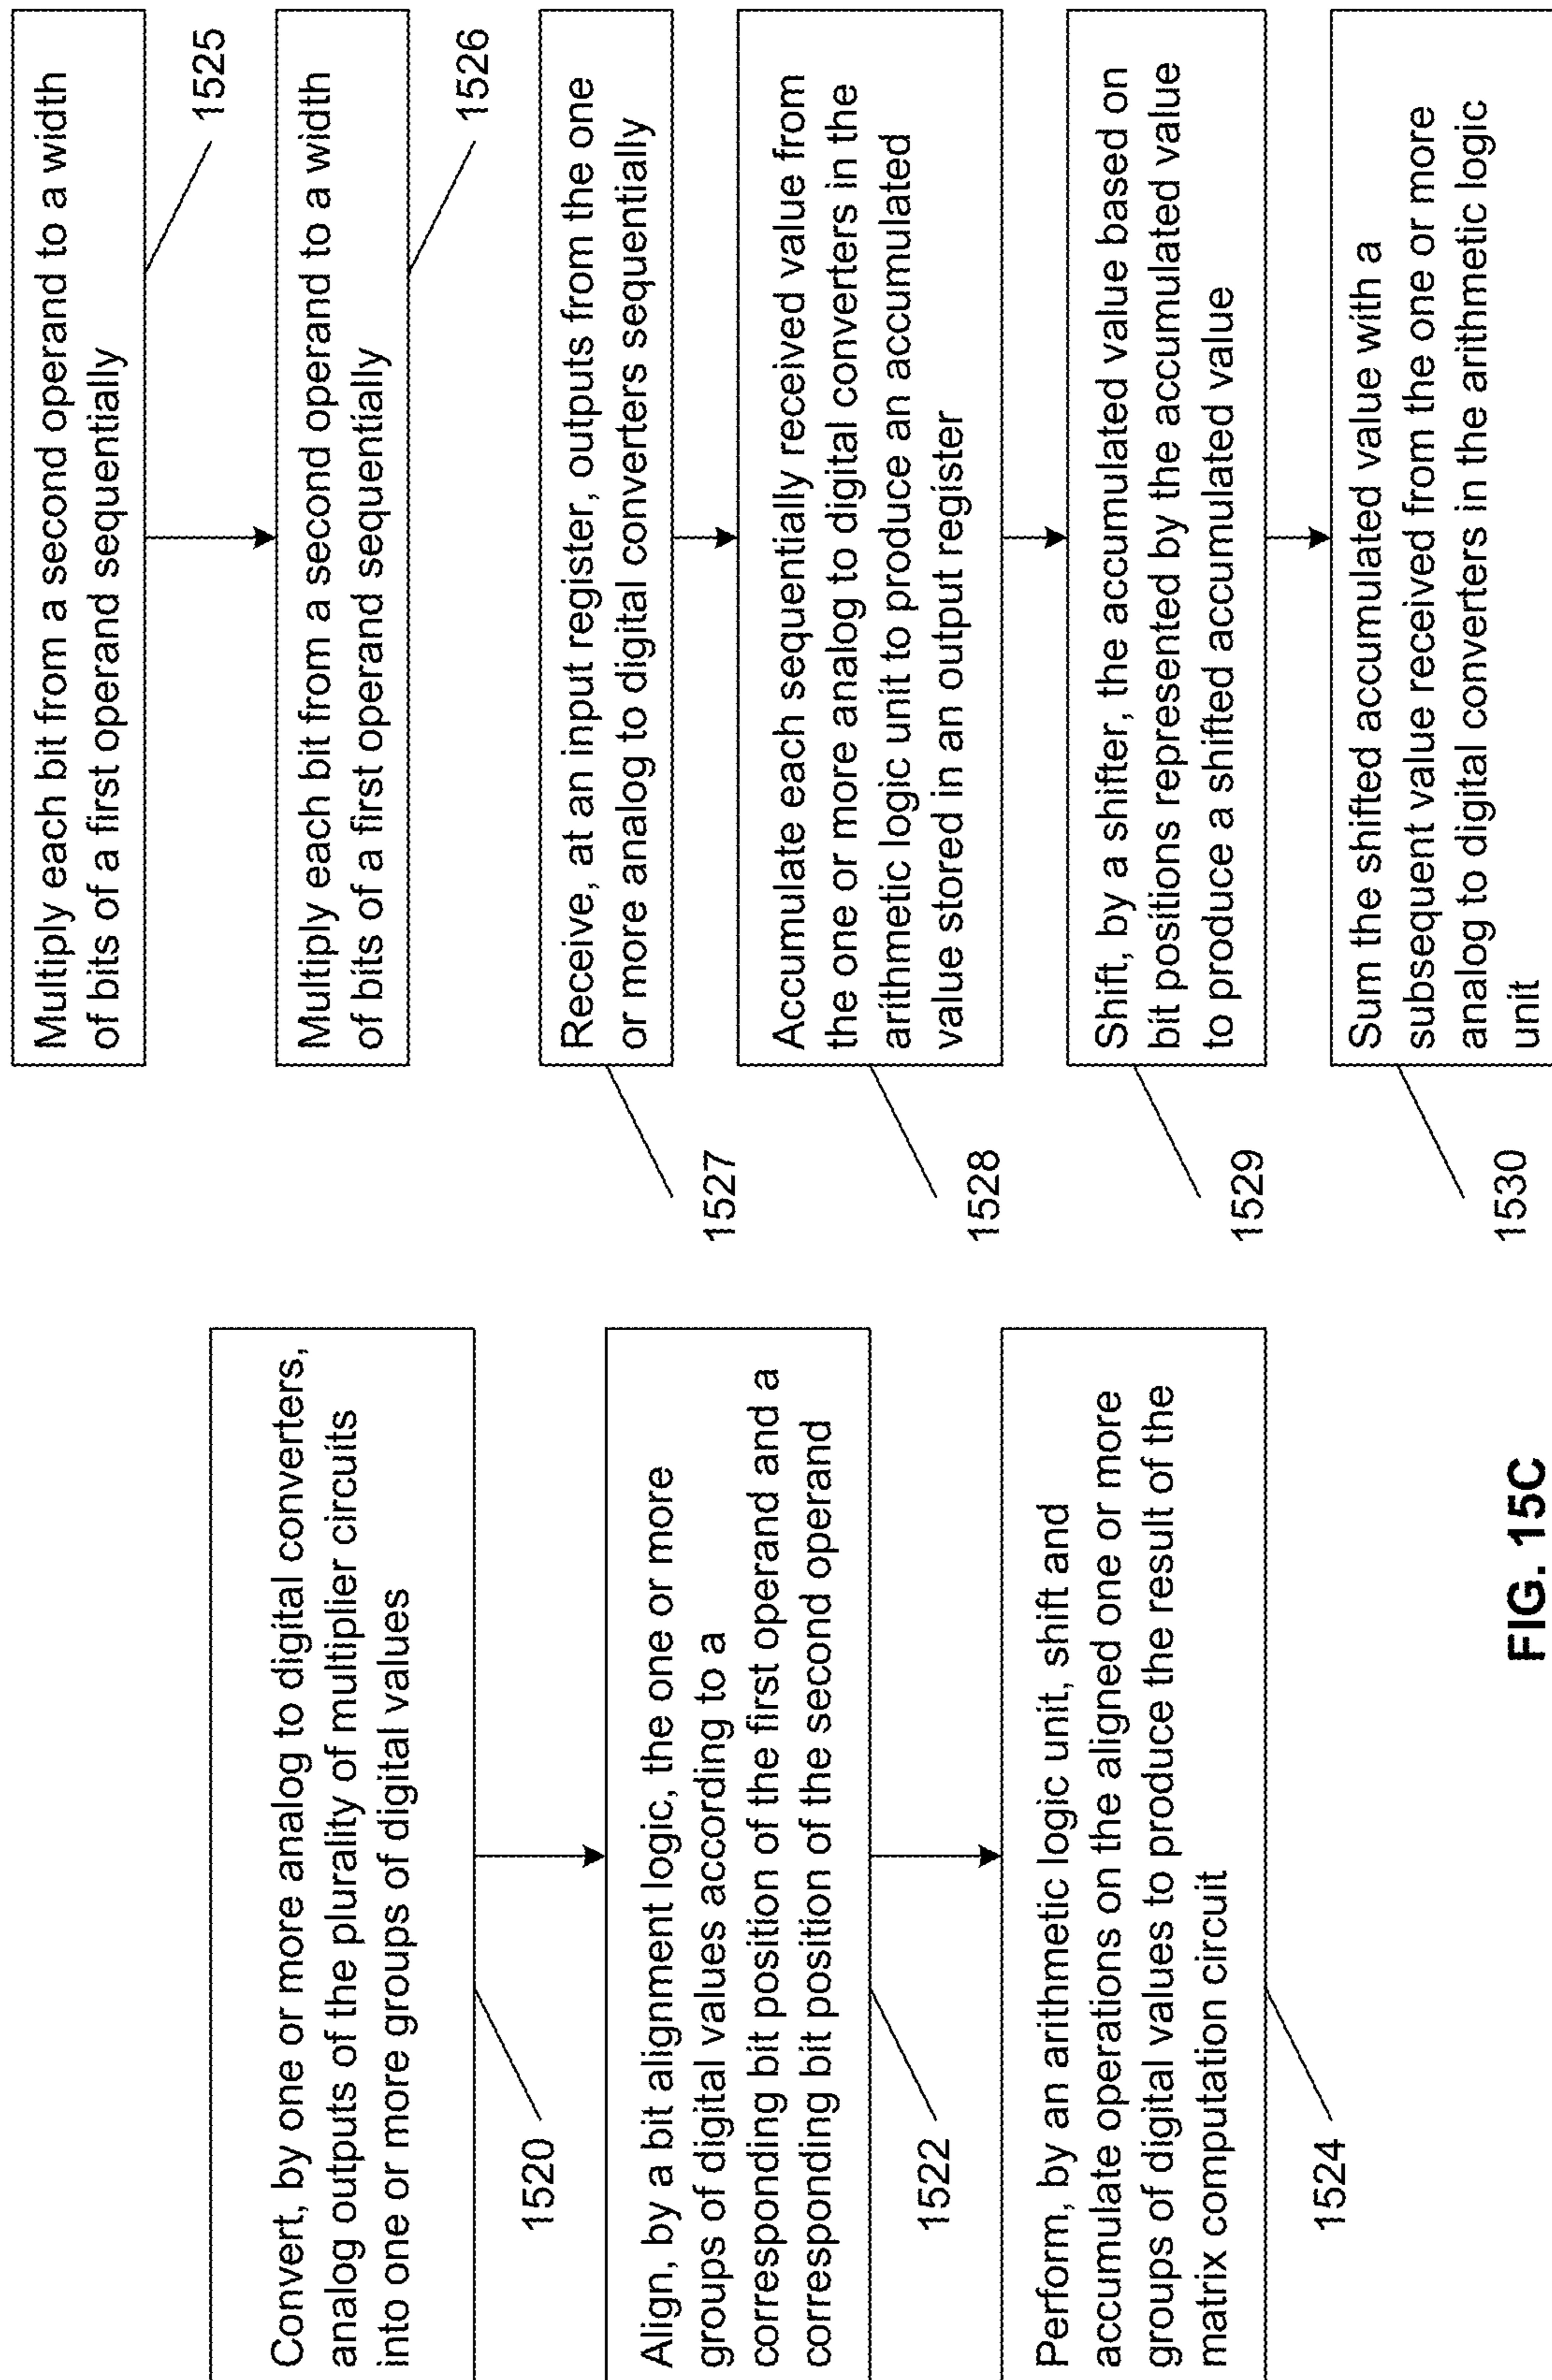 Convert, by one or more analog to digital converters,
analog outputs of the plurality of multiplier circuits
into one or more groups of digital values
1520
Align, by a bit alignment logic, the one or more
groups of digital values according to a
corresponding bit position of the first operand and a
corresponding bit position of the second operand
1522
Perform, by an arithmetic logic unit, shift and
accumulate operations on the aligned one or more
groups of digital values to produce the result of the
matrix computation circuit
1524
Multiply each bit from a second operand to a width
of bits of a first operand sequentially
1525
Multiply each bit from a second operand to a width
of bits of a first operand sequentially
1526
Receive, at an input register, outputs from the one
or more analog to digital converters sequentially
1527
Accumulate each sequentially received value from
the one or more analog to digital converters in the
arithmetic logic unit to produce an accumulated
value stored in an output register
1528
Shift, by a shifter, the accumulated value based on
bit positions represented by the accumulated value
to produce a shifted accumulated value
1529
Sum the shifted accumulated value with a
subsequent value received from the one or more
analog to digital converters in the arithmetic logic
unit
1530
FIG. 15C